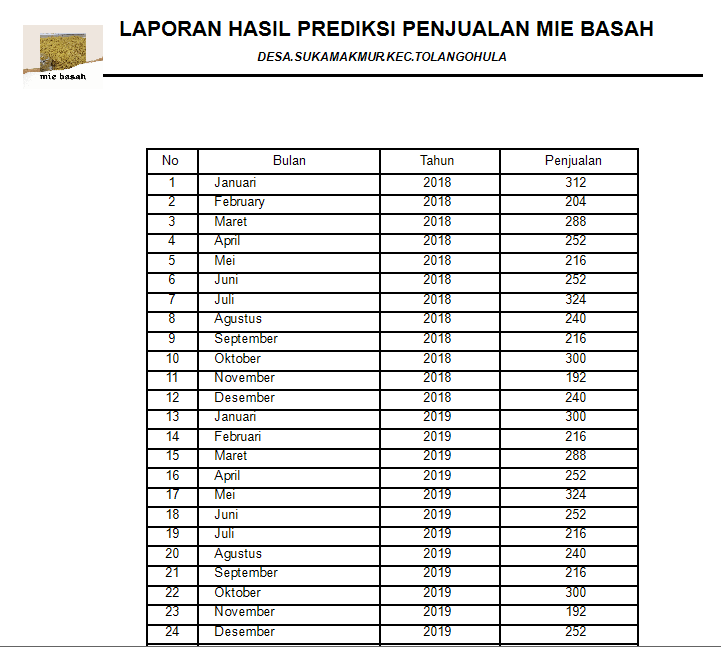 LAPORAN HASIL PREDIKSI PENJUALAN MIE BASAH
DESA.SUKAMAKMUR.KEC.TOLANGOHULA
mie basah
No Bulan Tahun Penjualan
1 Januari 2018 312
2 February 2018 204
3 Maret 2018 288
4 April 2018 252
5 Mei 2018 216
6 Juni 2018 252
7 Juli 2018 324
8 Agustus 2018 240
9 September 2018 216
10 Oktober 2018 300
11 November 2018 192
12 Desember 2018 240
13 Januari 2019 300
14 Februari 2019 216
15 Maret 2019 288
16 April 2019 252
17 Mei 2019 324
18 Juni 2019 252
19 Juli 2019 216
20 Agustus 2019 240
21 September 2019 216
22 Oktober 2019 300
23 November 2019 192
24 Desember 2019 252